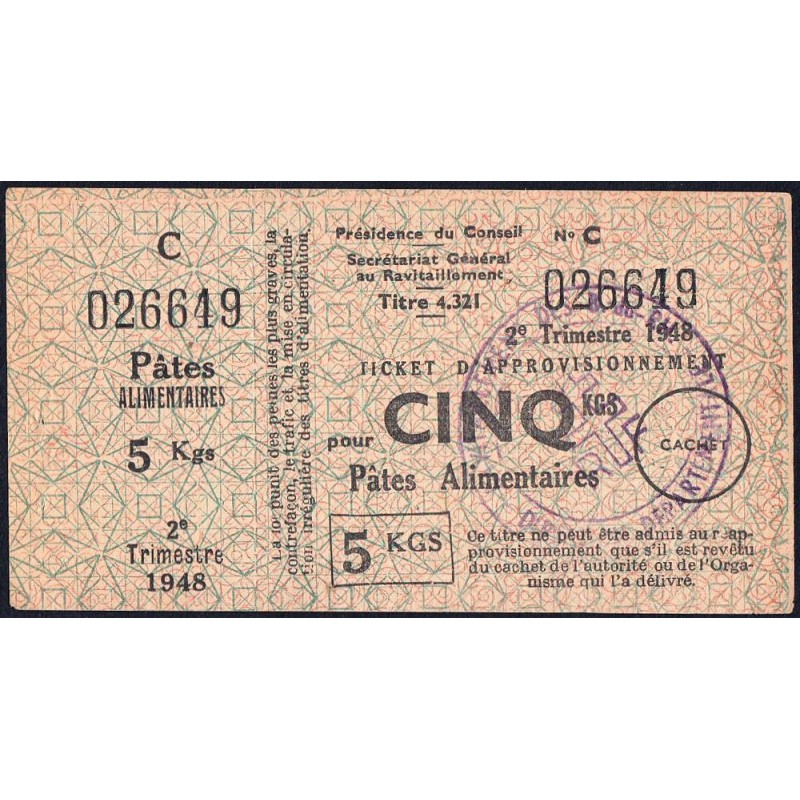 C
026649
Pâtes
ALIMENTAIRES
5 Kgs
2e
Trimestre
1948
La loi punit des peines les plus graves, la
contrefaçon, le trafic et la mise en circula-
tion irrégulière des titres d'alimentation.
Présidence du Conseil
Secrétariat Général
au Ravitaillement
Titre 4.321
No C
026649
2e Trimestre 1948
TICKET D'APPROVISIONNEMENT
pour CINQ KGS
Pâtes Alimentaires
CACHET
5 KGS
Ce titre ne peut être admis au réap-
provisionnement que s'il est revêtu
du cachet de l'autorité ou de l'Orga-
nisme qui l'a délivré.
DÉPARTEMENT